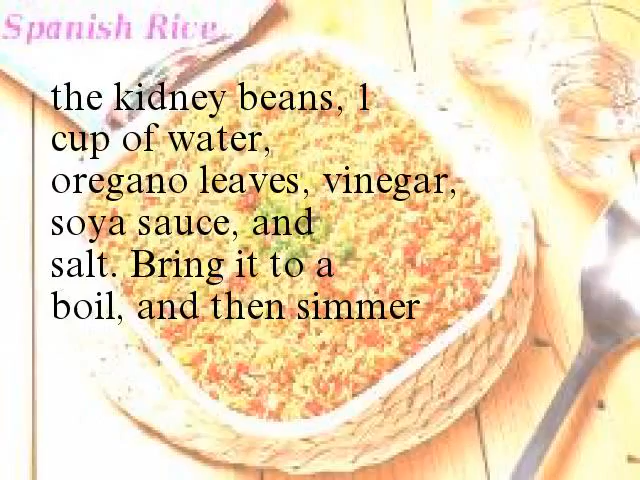 Spanish Rice
the kidney beans, 1
cup of water,
oregano leaves, vinegar,
soya sauce, and
salt. Bring it to a
boil, and then simmer